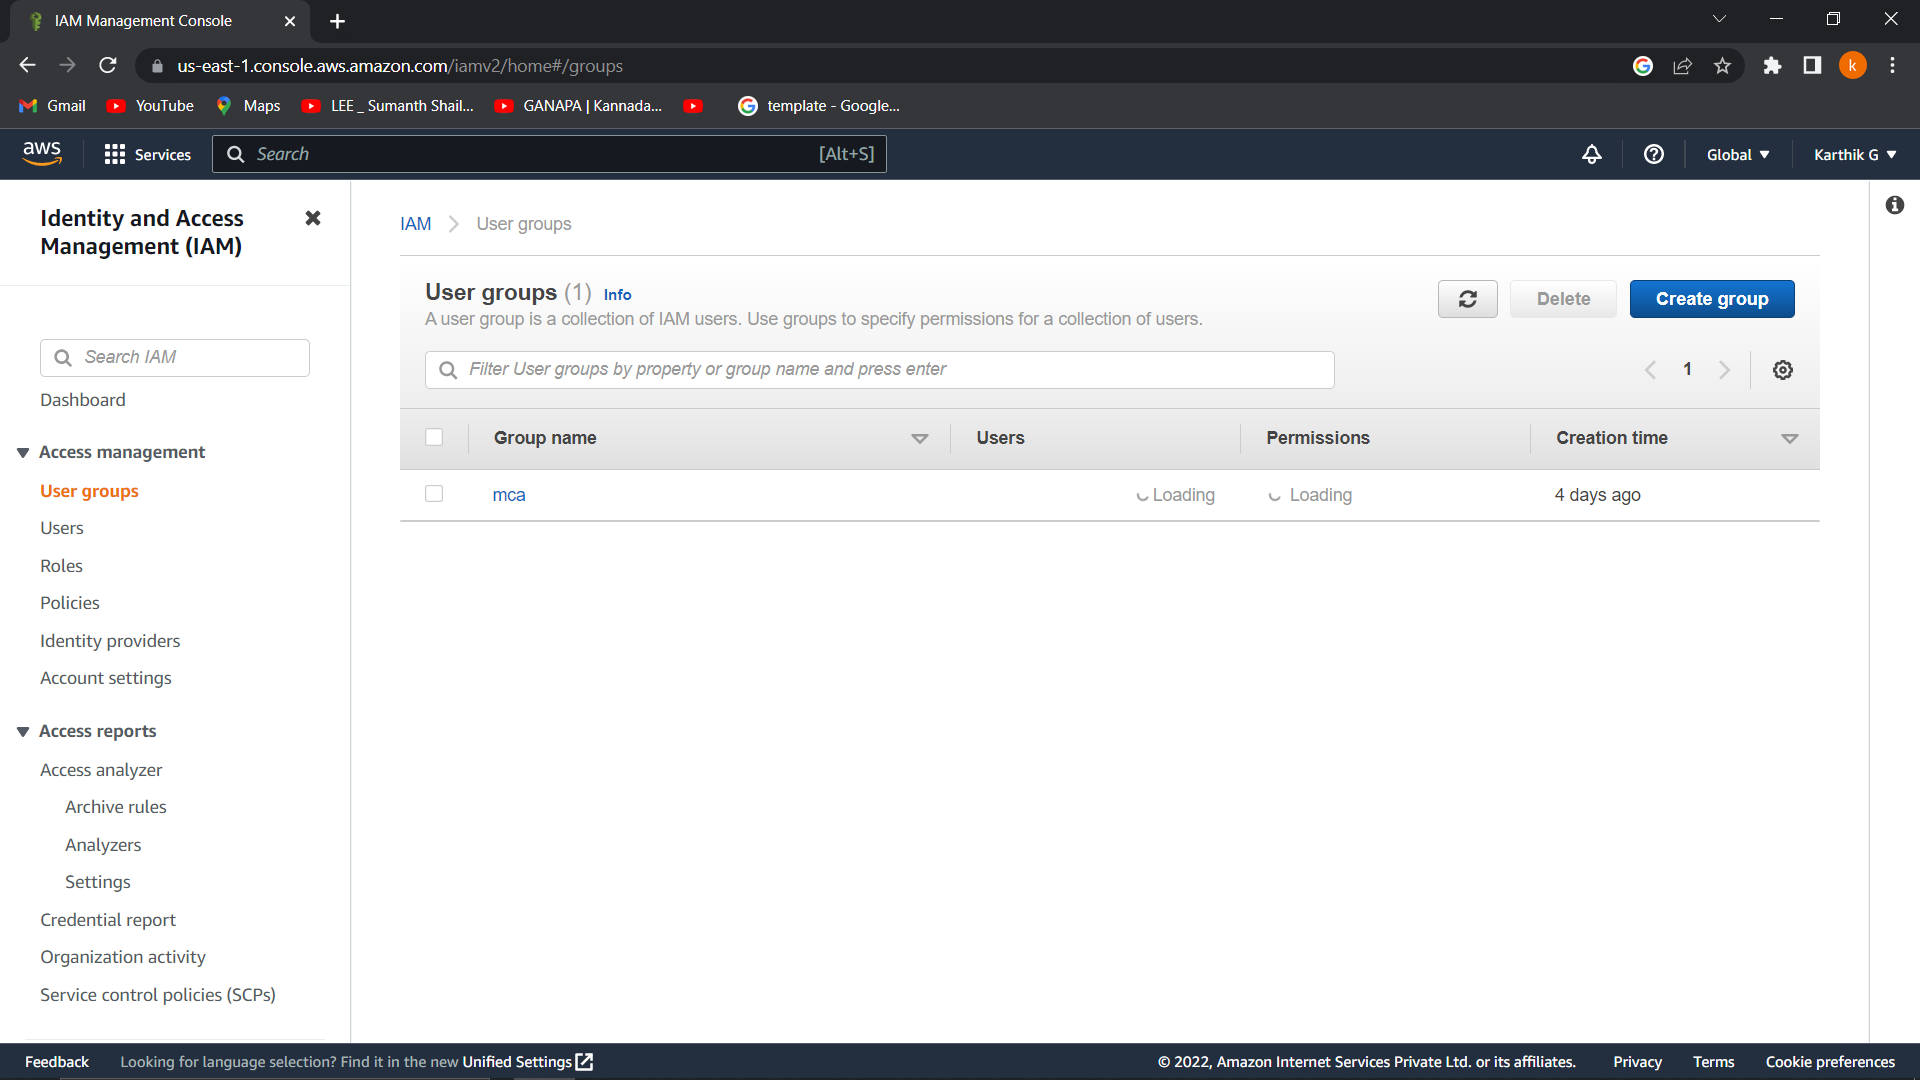 IAM Management Console
us-east-1.console.aws.amazon.com/iamv2/home#/groups
k
Gmail
YouTube
Maps
LEE _ Sumanth Shail...
GANAPA | Kannada...
template - Google...
aws
Services
Search
[Alt+S]
Global
Karthik G
Identity and Access
Management (IAM)
Search IAM
Dashboard
Access management
User groups
Users
Roles
Policies
Identity providers
Account settings
Access reports
Access analyzer
Archive rules
Analyzers
Settings
Credential report
Organization activity
Service control policies (SCPs)
IAM
User groups
User groups (1) Info
A user group is a collection of IAM users. Use groups to specify permissions for a collection of users.
Delete
Create group
Filter User groups by property or group name and press enter
1
Group name
Users
Permissions
Creation time
mca
Loading
Loading
4 days ago
Feedback
Looking for language selection? Find it in the new Unified Settings
© 2022, Amazon Internet Services Private Ltd. or its affiliates.
Privacy
Terms
Cookie preferences